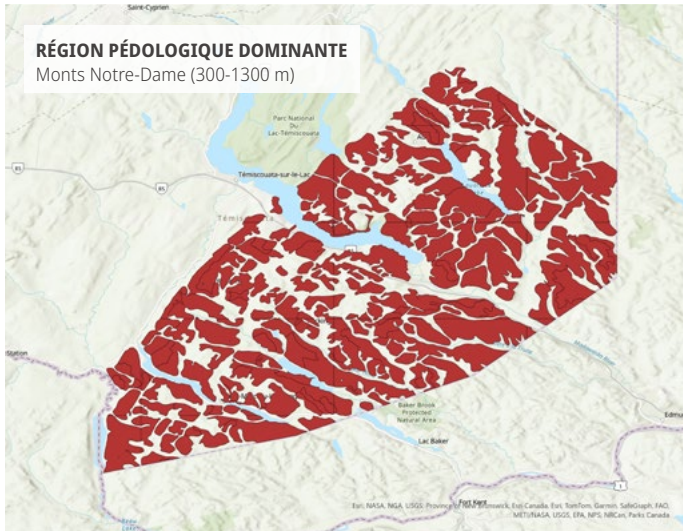 Saint-Cyprien
RÉGION PÉDOLOGIQUE DOMINANTE
Monts Notre-Dame (300-1300 m)
Parc National
Du
Lac-Témiscouata
85
Témiscouata-sur-le-Lac
85
Baker Brook
Protected
Natural Area
Lac Baker
Fort Kent
1
Esri, NASA, NGA, USGS, Province of New Brunswick, Esri Canada, Esri, TomTom, Garmin, SafeGraph, FAO,
METI/NASA, USGS, EPA, NPS, NRCan, Parks Canada